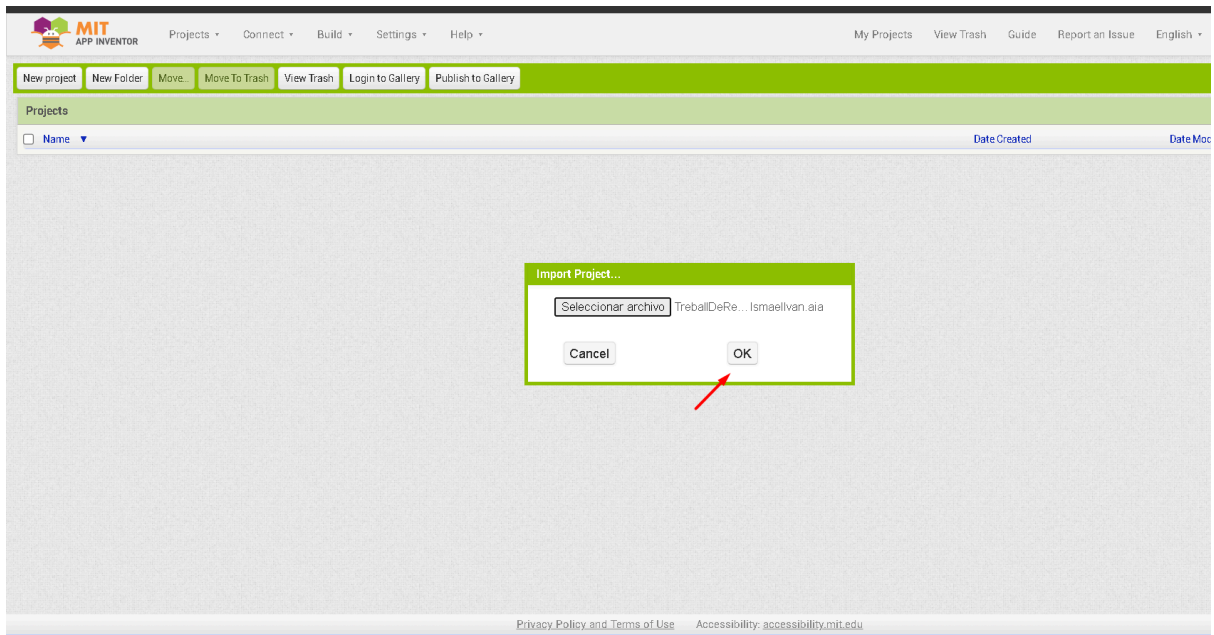 MIT
APP INVENTOR
Projects Connect Build Settings Help My Projects View Trash Guide Report an Issue English
New project New Folder Move... Move To Trash View Trash Login to Gallery Publish to Gallery
Projects
Name Date Created Date Mod
Import Project...
Seleccionar archivo TreballDeRe... IsmaelIvan.aia
Cancel OK
Privacy Policy and Terms of Use Accessibility: accessibility.mit.edu